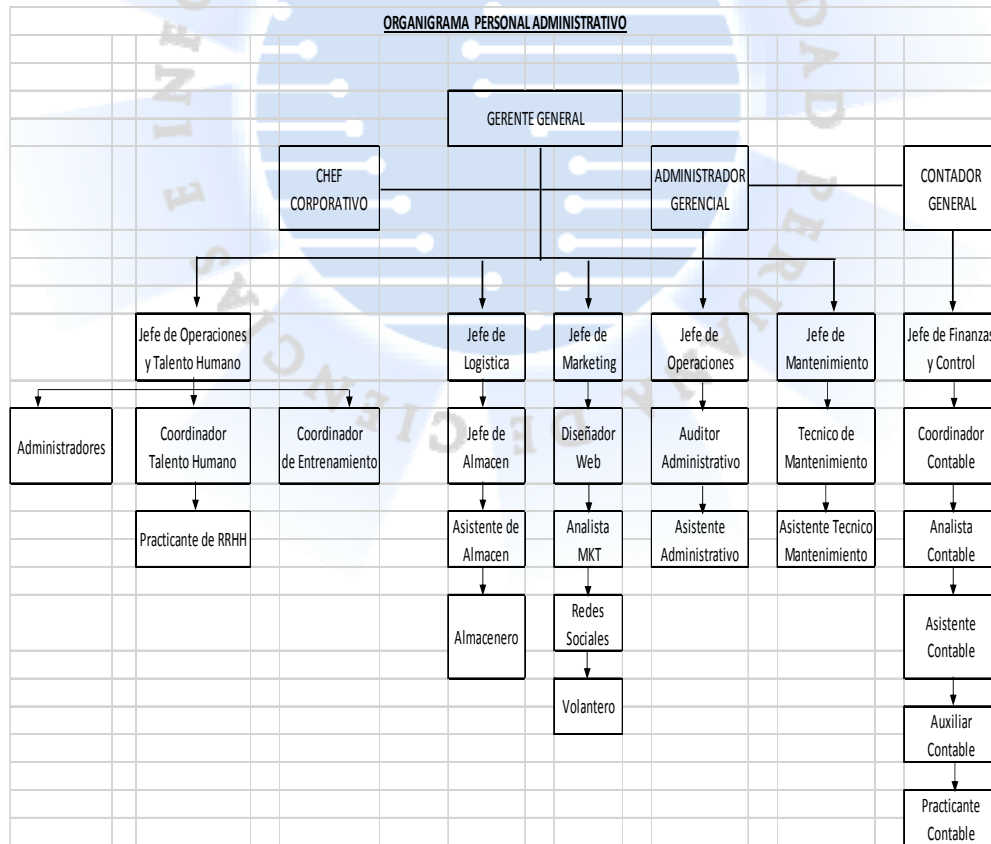 ORGANIGRAMA PERSONAL ADMINISTRATIVO
GERENTE GENERAL
CHEF
CORPORATIVO
ADMINISTRADOR
GERENCIAL
CONTADOR
GENERAL
Jefe de Operaciones
y Talento Humano
Jefe de
Logistica
Jefe de
Marketing
Jefe de
Operaciones
Jefe de
Mantenimiento
Jefe de Finanzas
y Control
Administradores
Coordinador
Talento Humano
Coordinador
de Entrenamiento
Jefe de
Almacen
Diseñador
Web
Auditor
Administrativo
Tecnico de
Mantenimiento
Coordinador
Contable
Practicante de RRHH
Asistente de
Almacen
Analista
MKT
Asistente
Administrativo
Asistente Tecnico
Mantenimiento
Analista
Contable
Almacenero
Redes
Sociales
Asistente
Contable
Volantero
Auxiliar
Contable
Practicante
Contable
DAD PERUANA DE CIENCIAS E